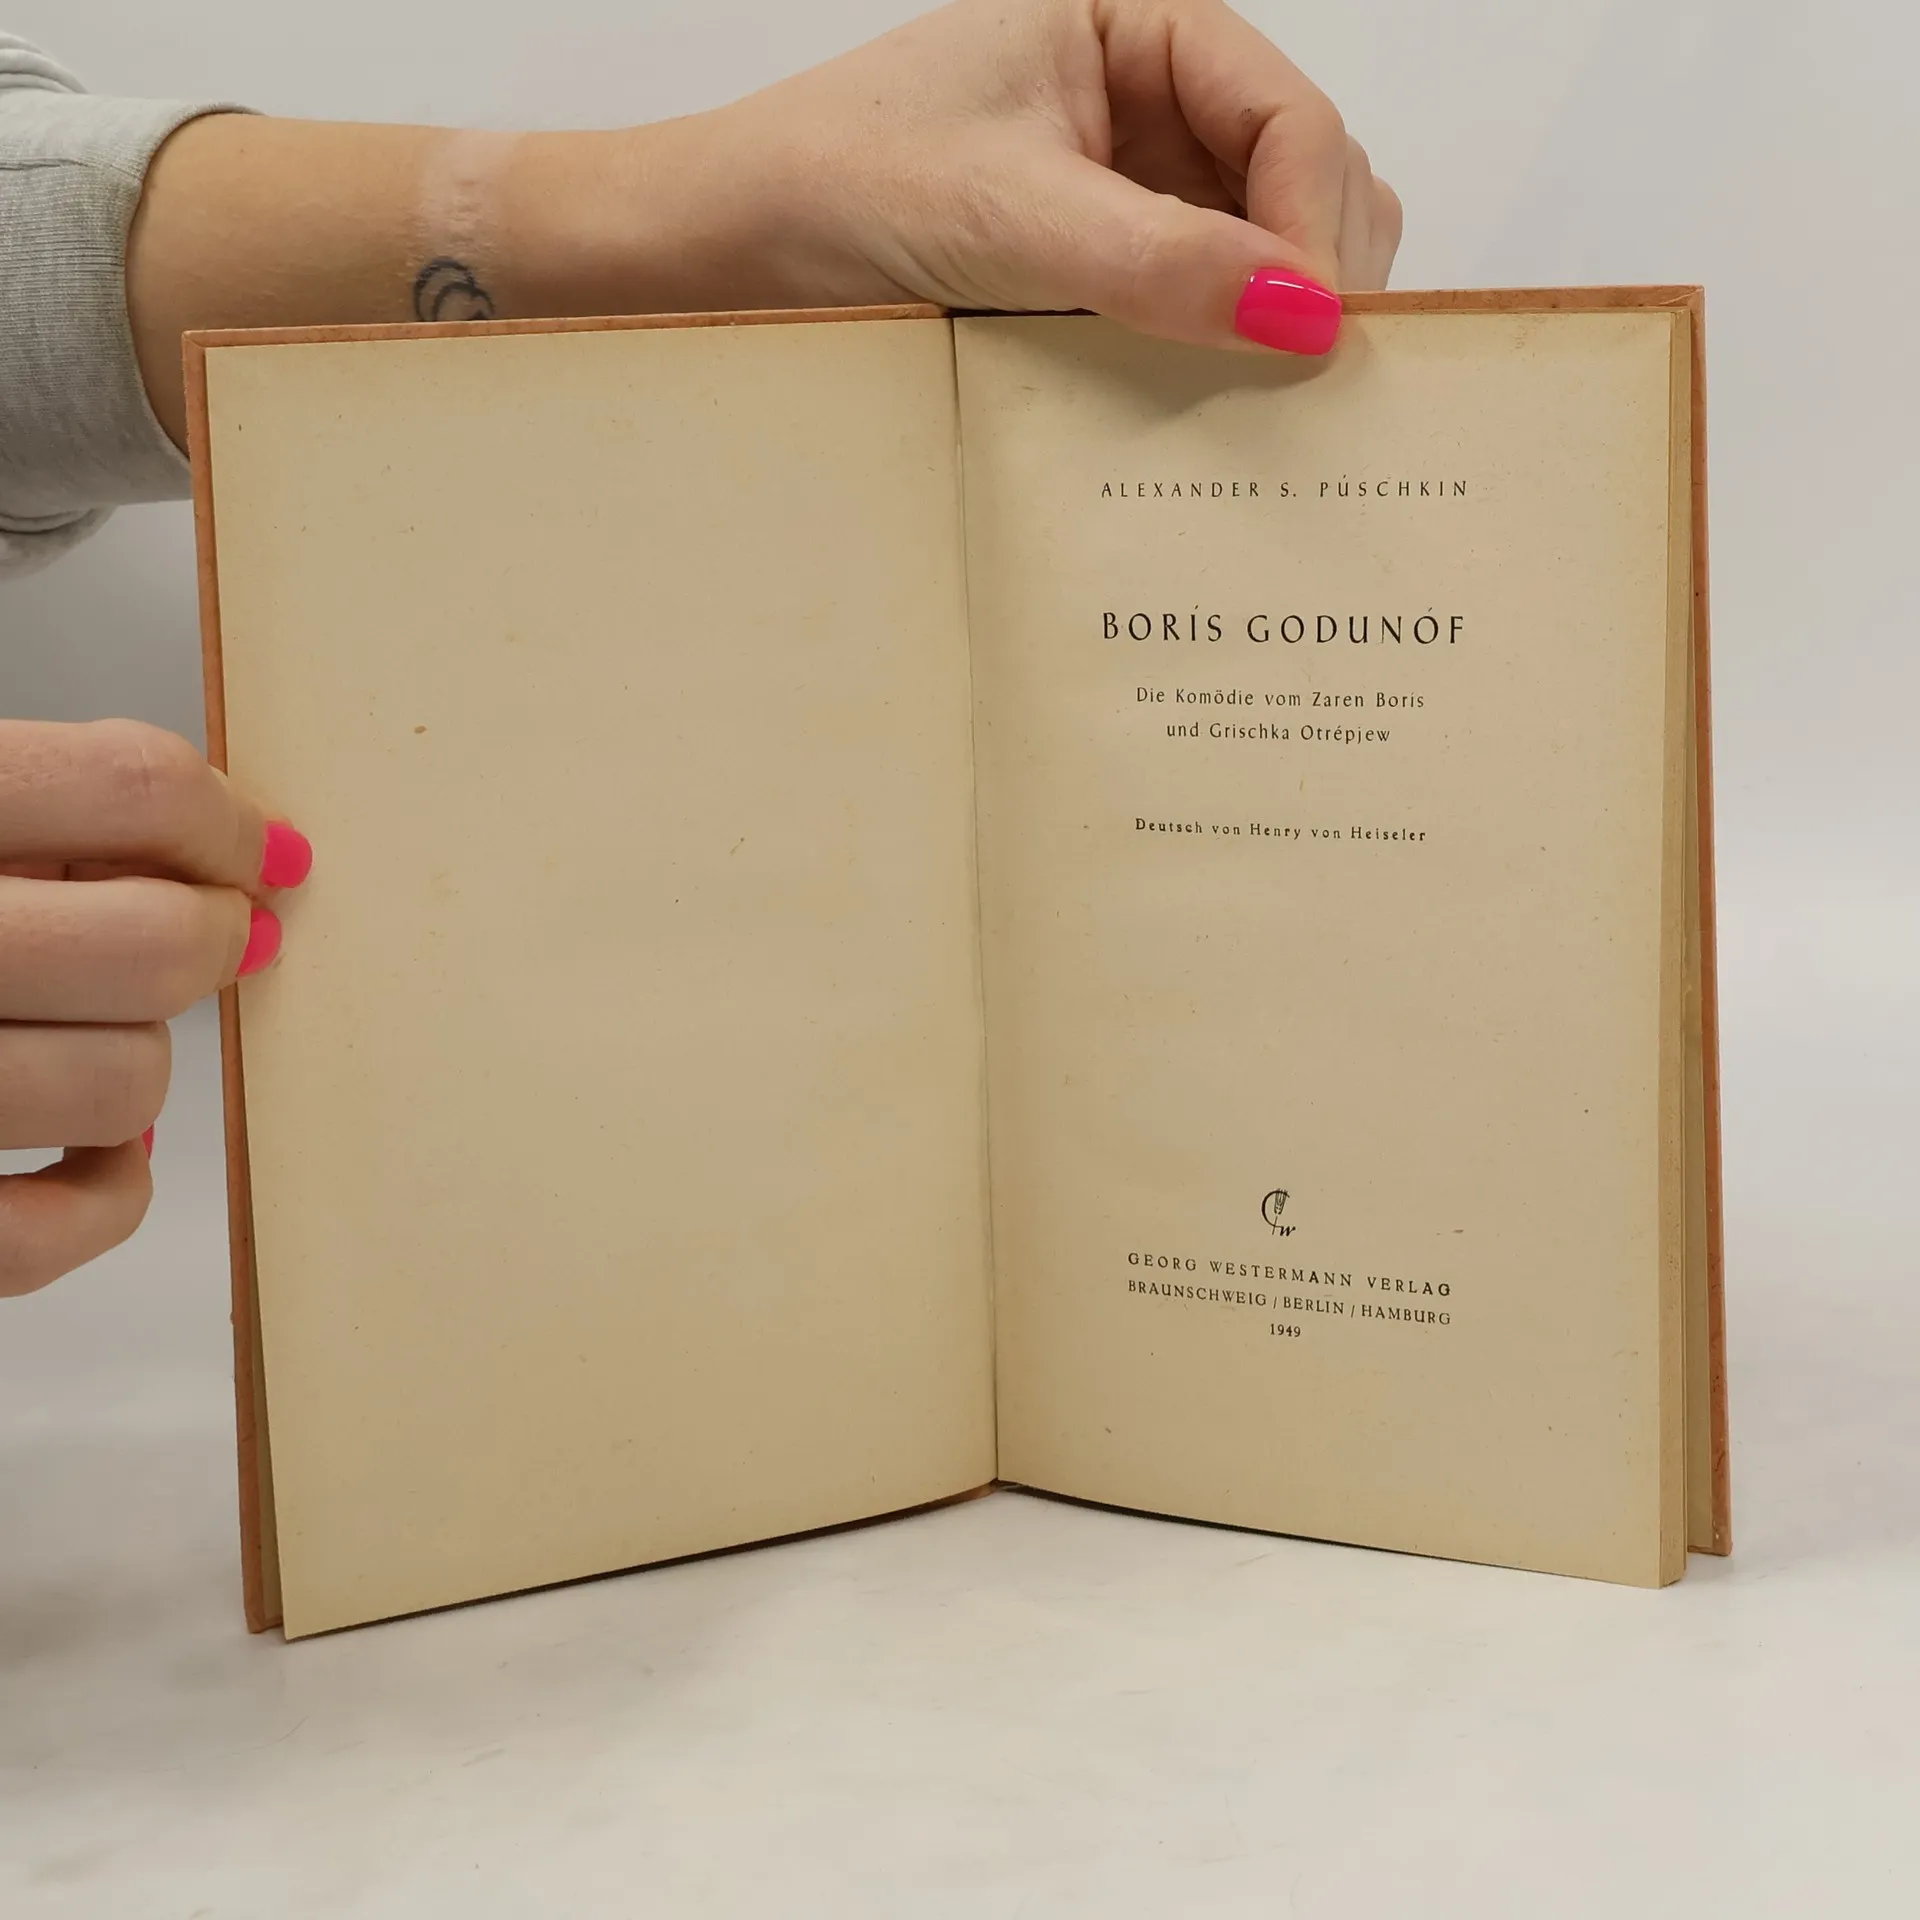 ALEXANDER S. PÚSCHKIN
BORÍS GODUNÓF
Die Komödie vom Zaren Borís
und Grischka Otrépjew
Deutsch von Henry von Heiseler
GEORG WESTERMANN VERLAG
BRAUNSCHWEIG / BERLIN / HAMBURG
1949